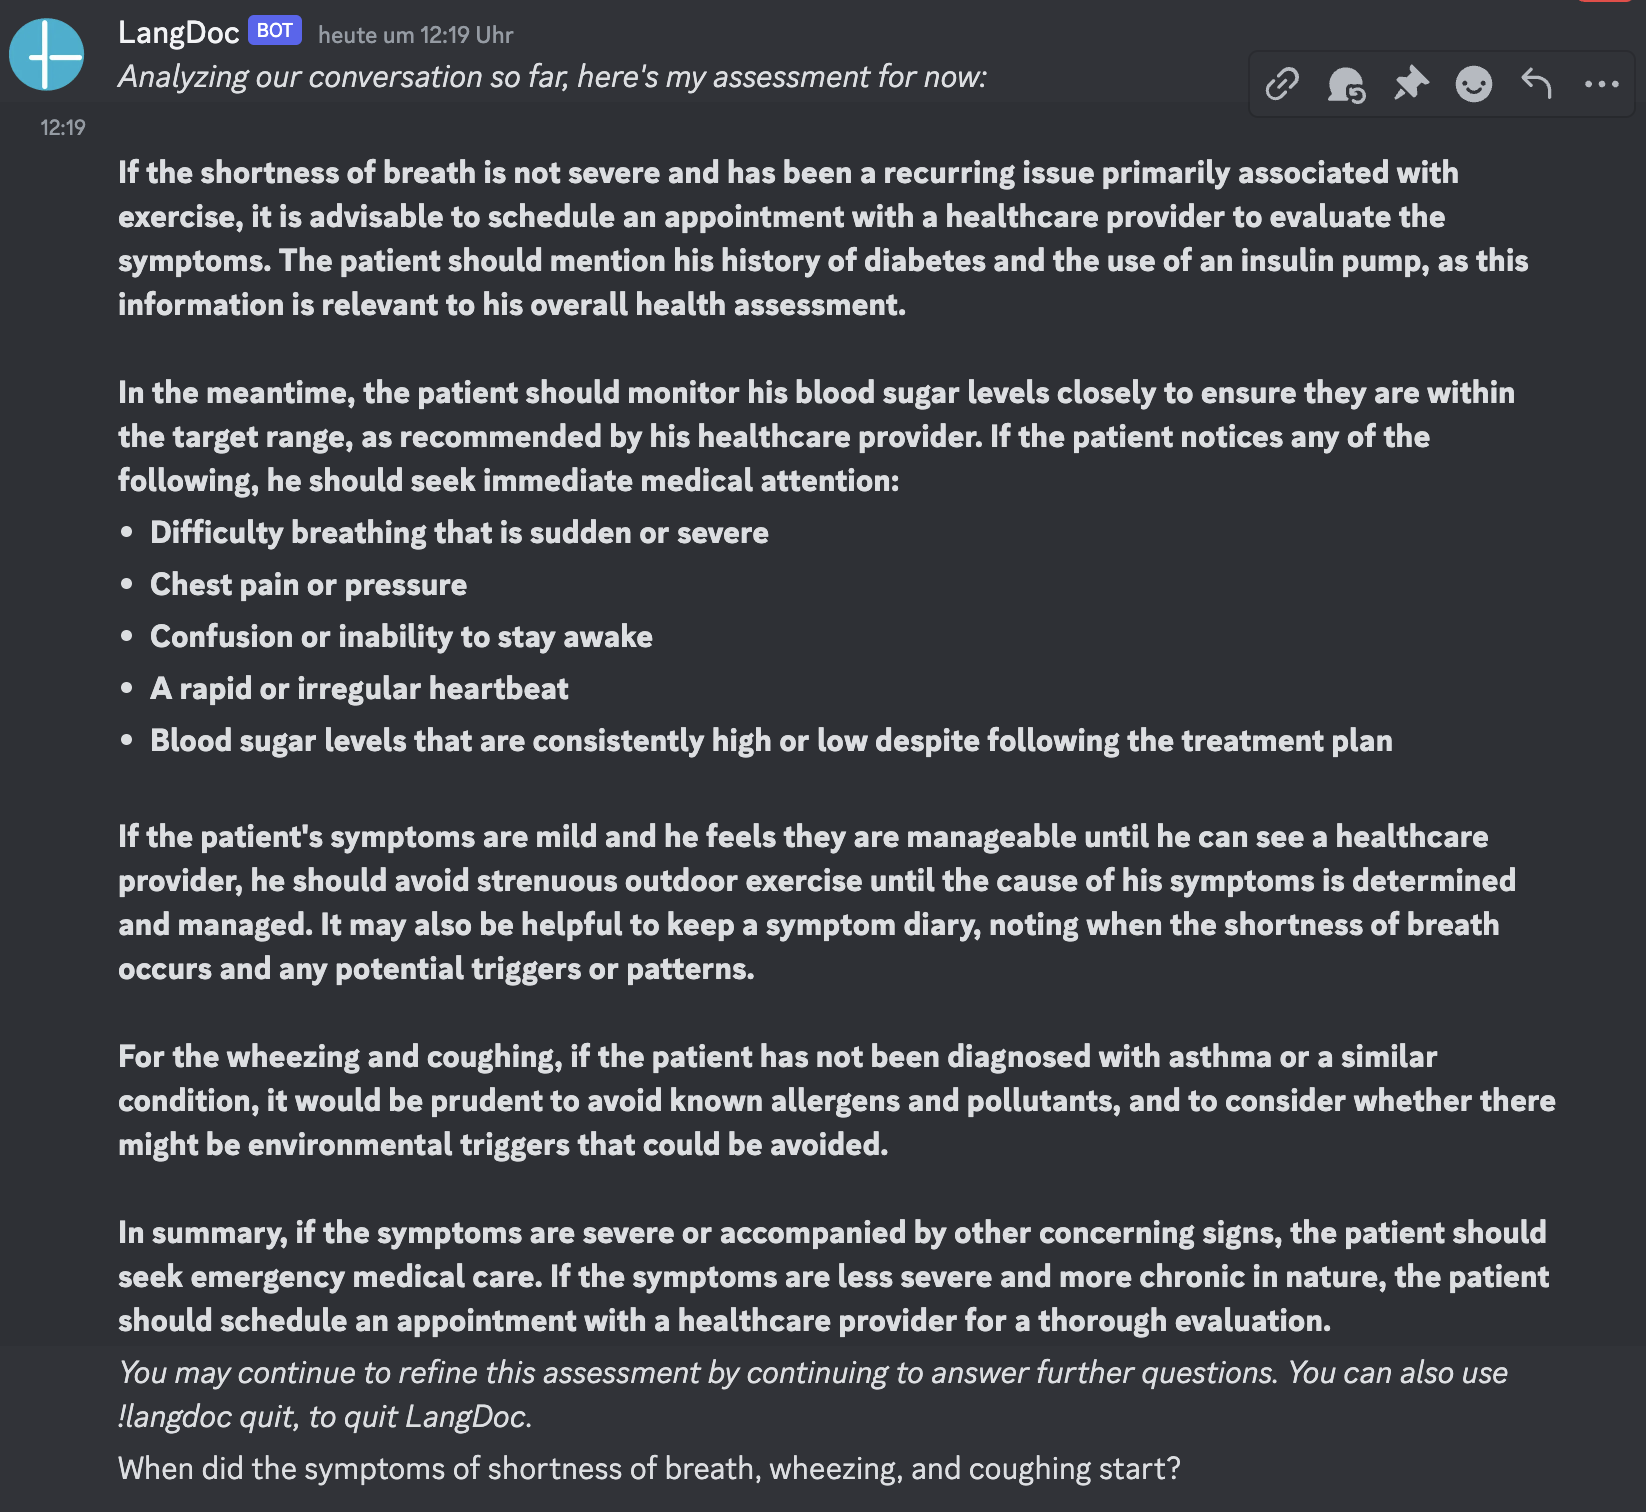 LangDoc BOT heute um 12:19 Uhr
Analyzing our conversation so far, here's my assessment for now:
12:19
If the shortness of breath is not severe and has been a recurring issue primarily associated with
exercise, it is advisable to schedule an appointment with a healthcare provider to evaluate the
symptoms. The patient should mention his history of diabetes and the use of an insulin pump, as this
information is relevant to his overall health assessment.
In the meantime, the patient should monitor his blood sugar levels closely to ensure they are within
the target range, as recommended by his healthcare provider. If the patient notices any of the
following, he should seek immediate medical attention:
• Difficulty breathing that is sudden or severe
• Chest pain or pressure
• Confusion or inability to stay awake
• A rapid or irregular heartbeat
• Blood sugar levels that are consistently high or low despite following the treatment plan
If the patient's symptoms are mild and he feels they are manageable until he can see a healthcare
provider, he should avoid strenuous outdoor exercise until the cause of his symptoms is determined
and managed. It may also be helpful to keep a symptom diary, noting when the shortness of breath
occurs and any potential triggers or patterns.
For the wheezing and coughing, if the patient has not been diagnosed with asthma or a similar
condition, it would be prudent to avoid known allergens and pollutants, and to consider whether there
might be environmental triggers that could be avoided.
In summary, if the symptoms are severe or accompanied by other concerning signs, the patient should
seek emergency medical care. If the symptoms are less severe and more chronic in nature, the patient
should schedule an appointment with a healthcare provider for a thorough evaluation.
You may continue to refine this assessment by continuing to answer further questions. You can also use
!langdoc quit, to quit LangDoc.
When did the symptoms of shortness of breath, wheezing, and coughing start?